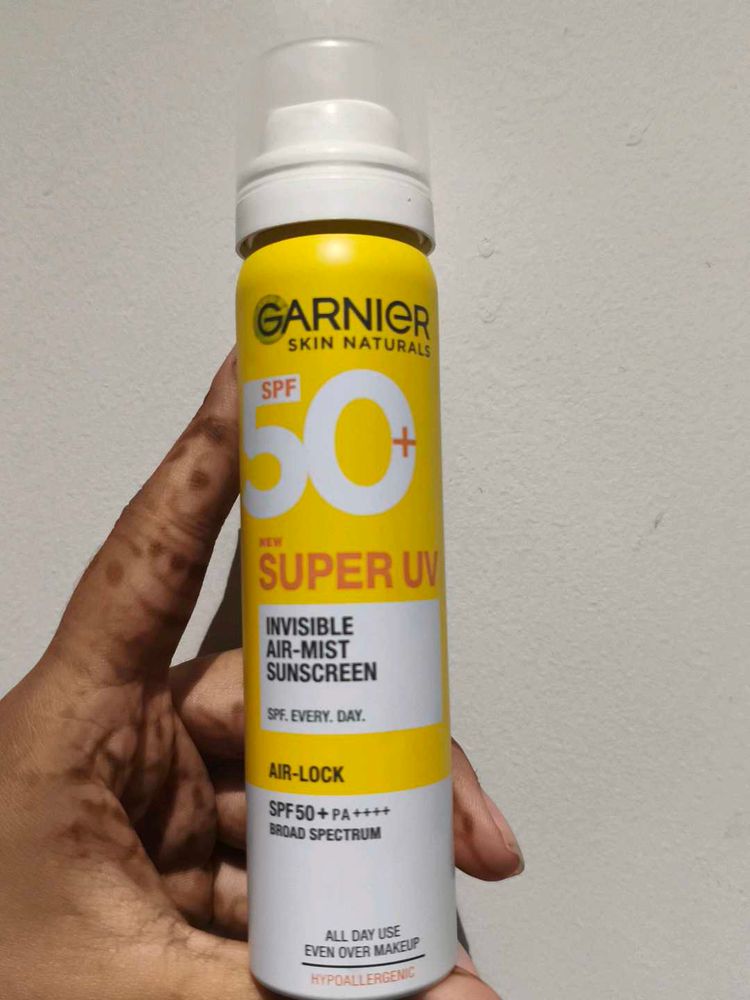 GARNIER
SKIN NATURALS
SPF
50+
NEW
SUPER UV
INVISIBLE
AIR-MIST
SUNSCREEN
SPF. EVERY. DAY.
AIR-LOCK
SPF50+ PA++++
BROAD SPECTRUM
ALL DAY USE
EVEN OVER MAKEUP
HYPOALLERGENIC